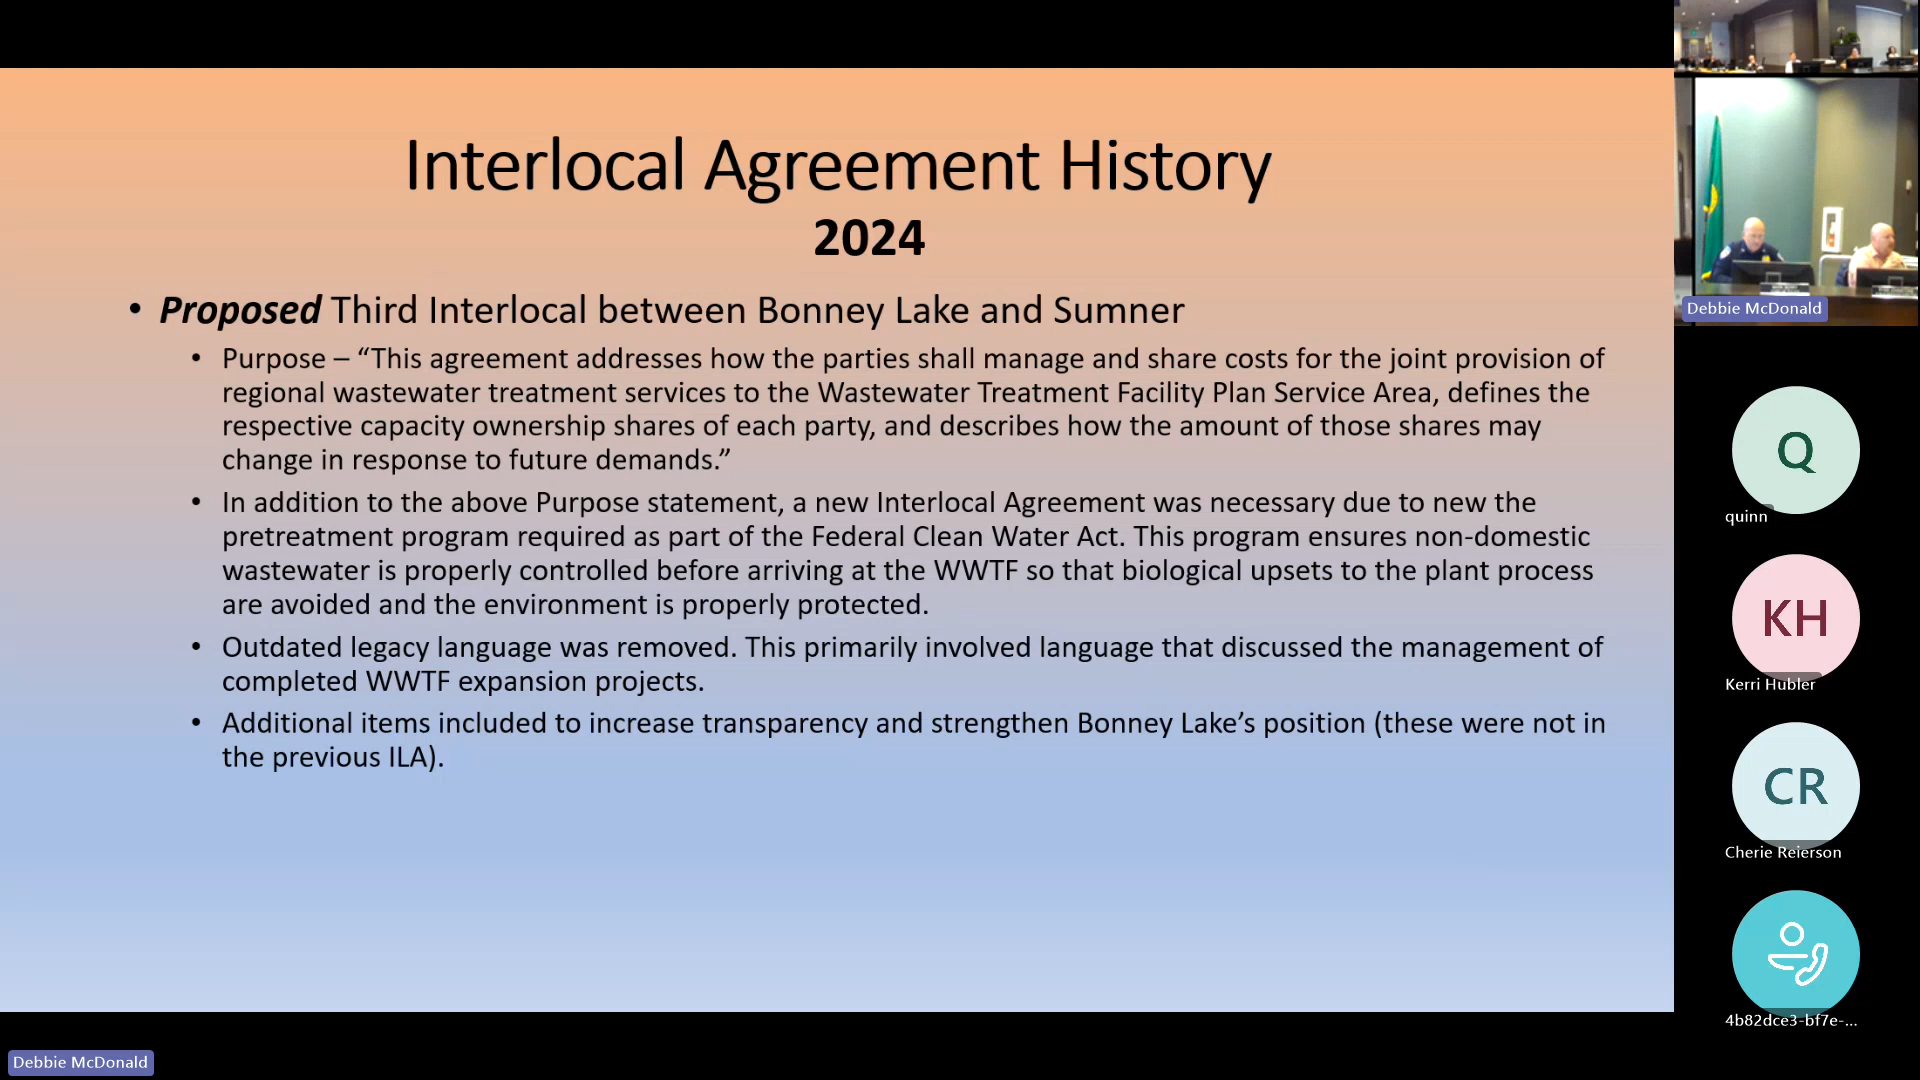 Interlocal Agreement History
2024
• Proposed Third Interlocal between Bonney Lake and Sumner
• Purpose – “This agreement addresses how the parties shall manage and share costs for the joint provision of
regional wastewater treatment services to the Wastewater Treatment Facility Plan Service Area, defines the
respective capacity ownership shares of each party, and describes how the amount of those shares may
change in response to future demands.”
• In addition to the above Purpose statement, a new Interlocal Agreement was necessary due to new the
pretreatment program required as part of the Federal Clean Water Act. This program ensures non-domestic
wastewater is properly controlled before arriving at the WWTF so that biological upsets to the plant process
are avoided and the environment is properly protected.
• Outdated legacy language was removed. This primarily involved language that discussed the management of
completed WWTF expansion projects.
• Additional items included to increase transparency and strengthen Bonney Lake’s position (these were not in
the previous ILA).
Debbie McDonald
Q
quinn
KH
Kerri Hubler
CR
Cherie Reierson
4b82dce3-bf7e-...
Debbie McDonald